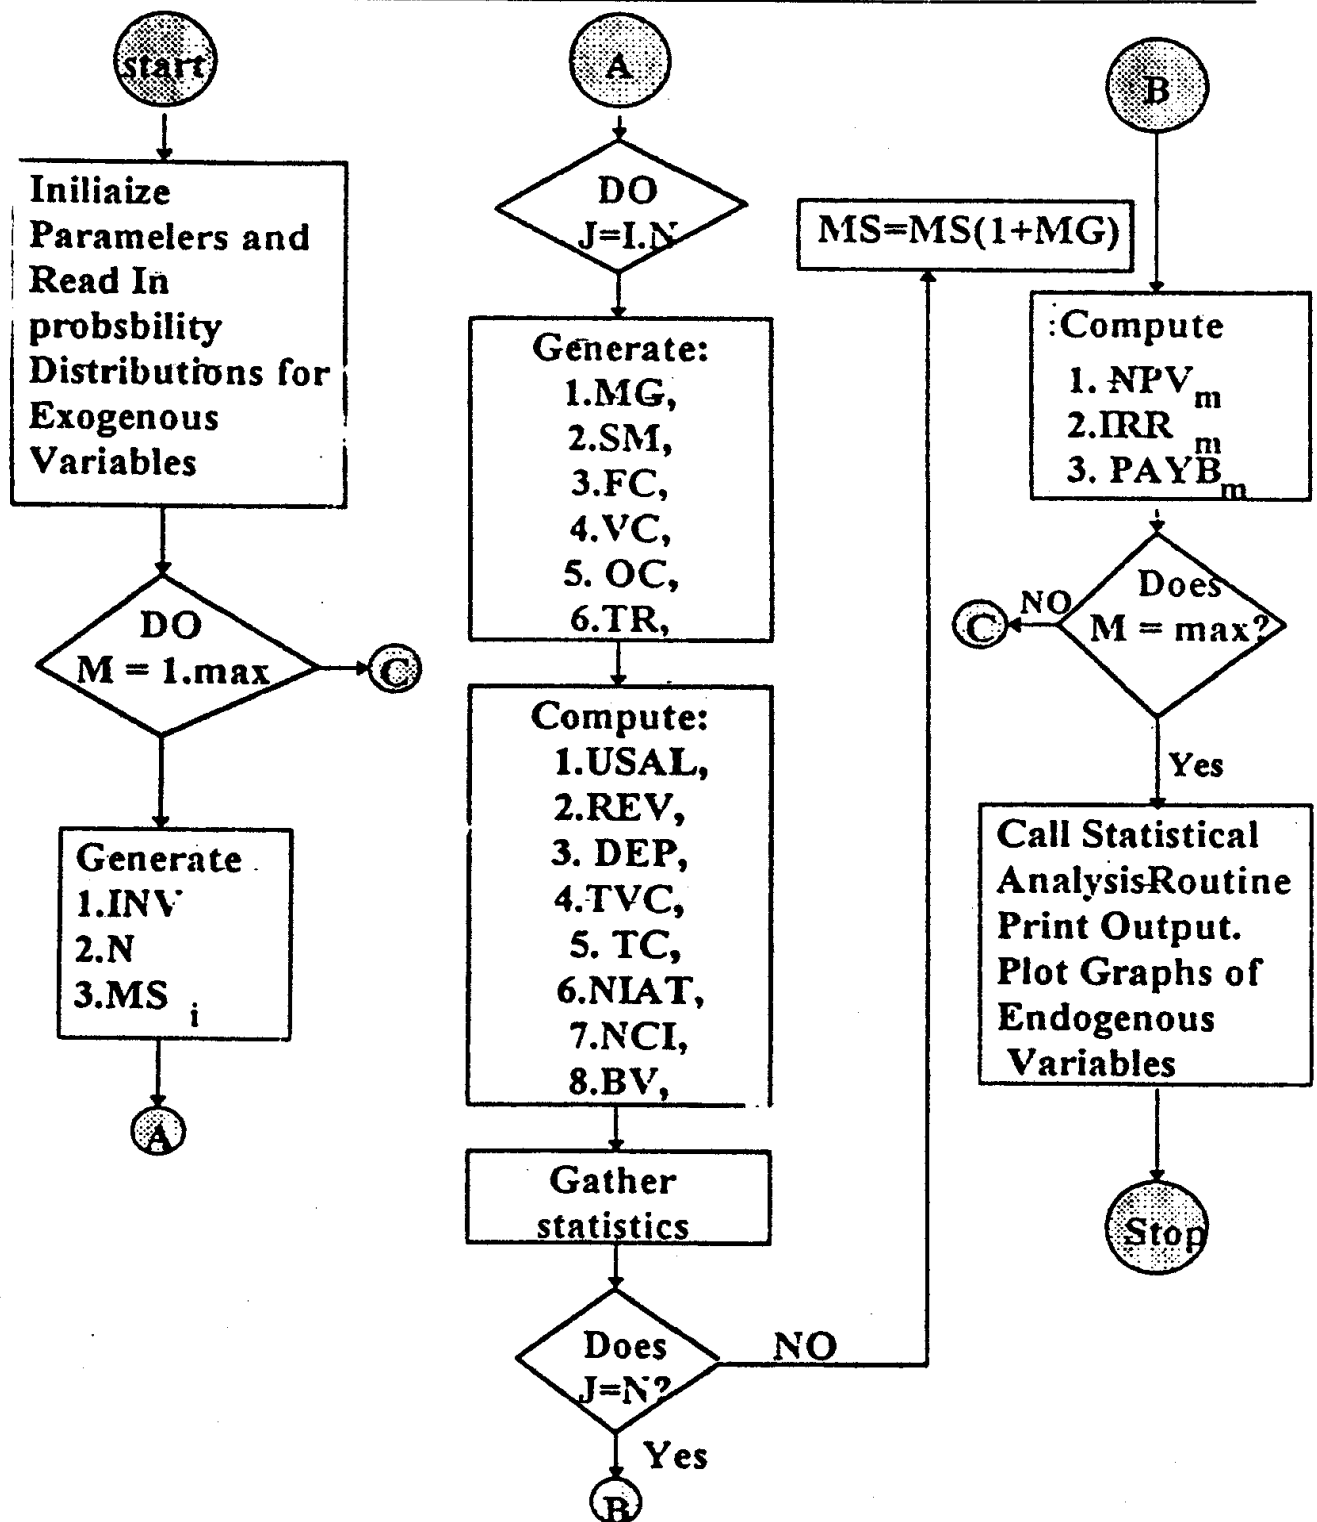 start
Iniliaize
Paramelers and
Read In
probsbility
Distributions for
Exogenous
Variables
DO
M = 1.max
C
Generate
1.INV
2.N
3.MS i
A
A
DO
J=I.N
Generate:
1.MG,
2.SM,
3.FC,
4.VC,
5. OC,
6.TR,
Compute:
1.USAL,
2.REV,
3. DEP,
4.TVC,
5. TC,
6.NIAT,
7.NCI,
8.BV,
Gather
statistics
Does
J=N?
NO
Yes
B
MS=MS(1+MG)
B
:Compute
1. NPV m
2.IRR m
3. PAYB m
Does
M = max?
NO
C
Yes
Call Statistical
Analysis-Routine
Print Output.
Plot Graphs of
Endogenous
Variables
Stop